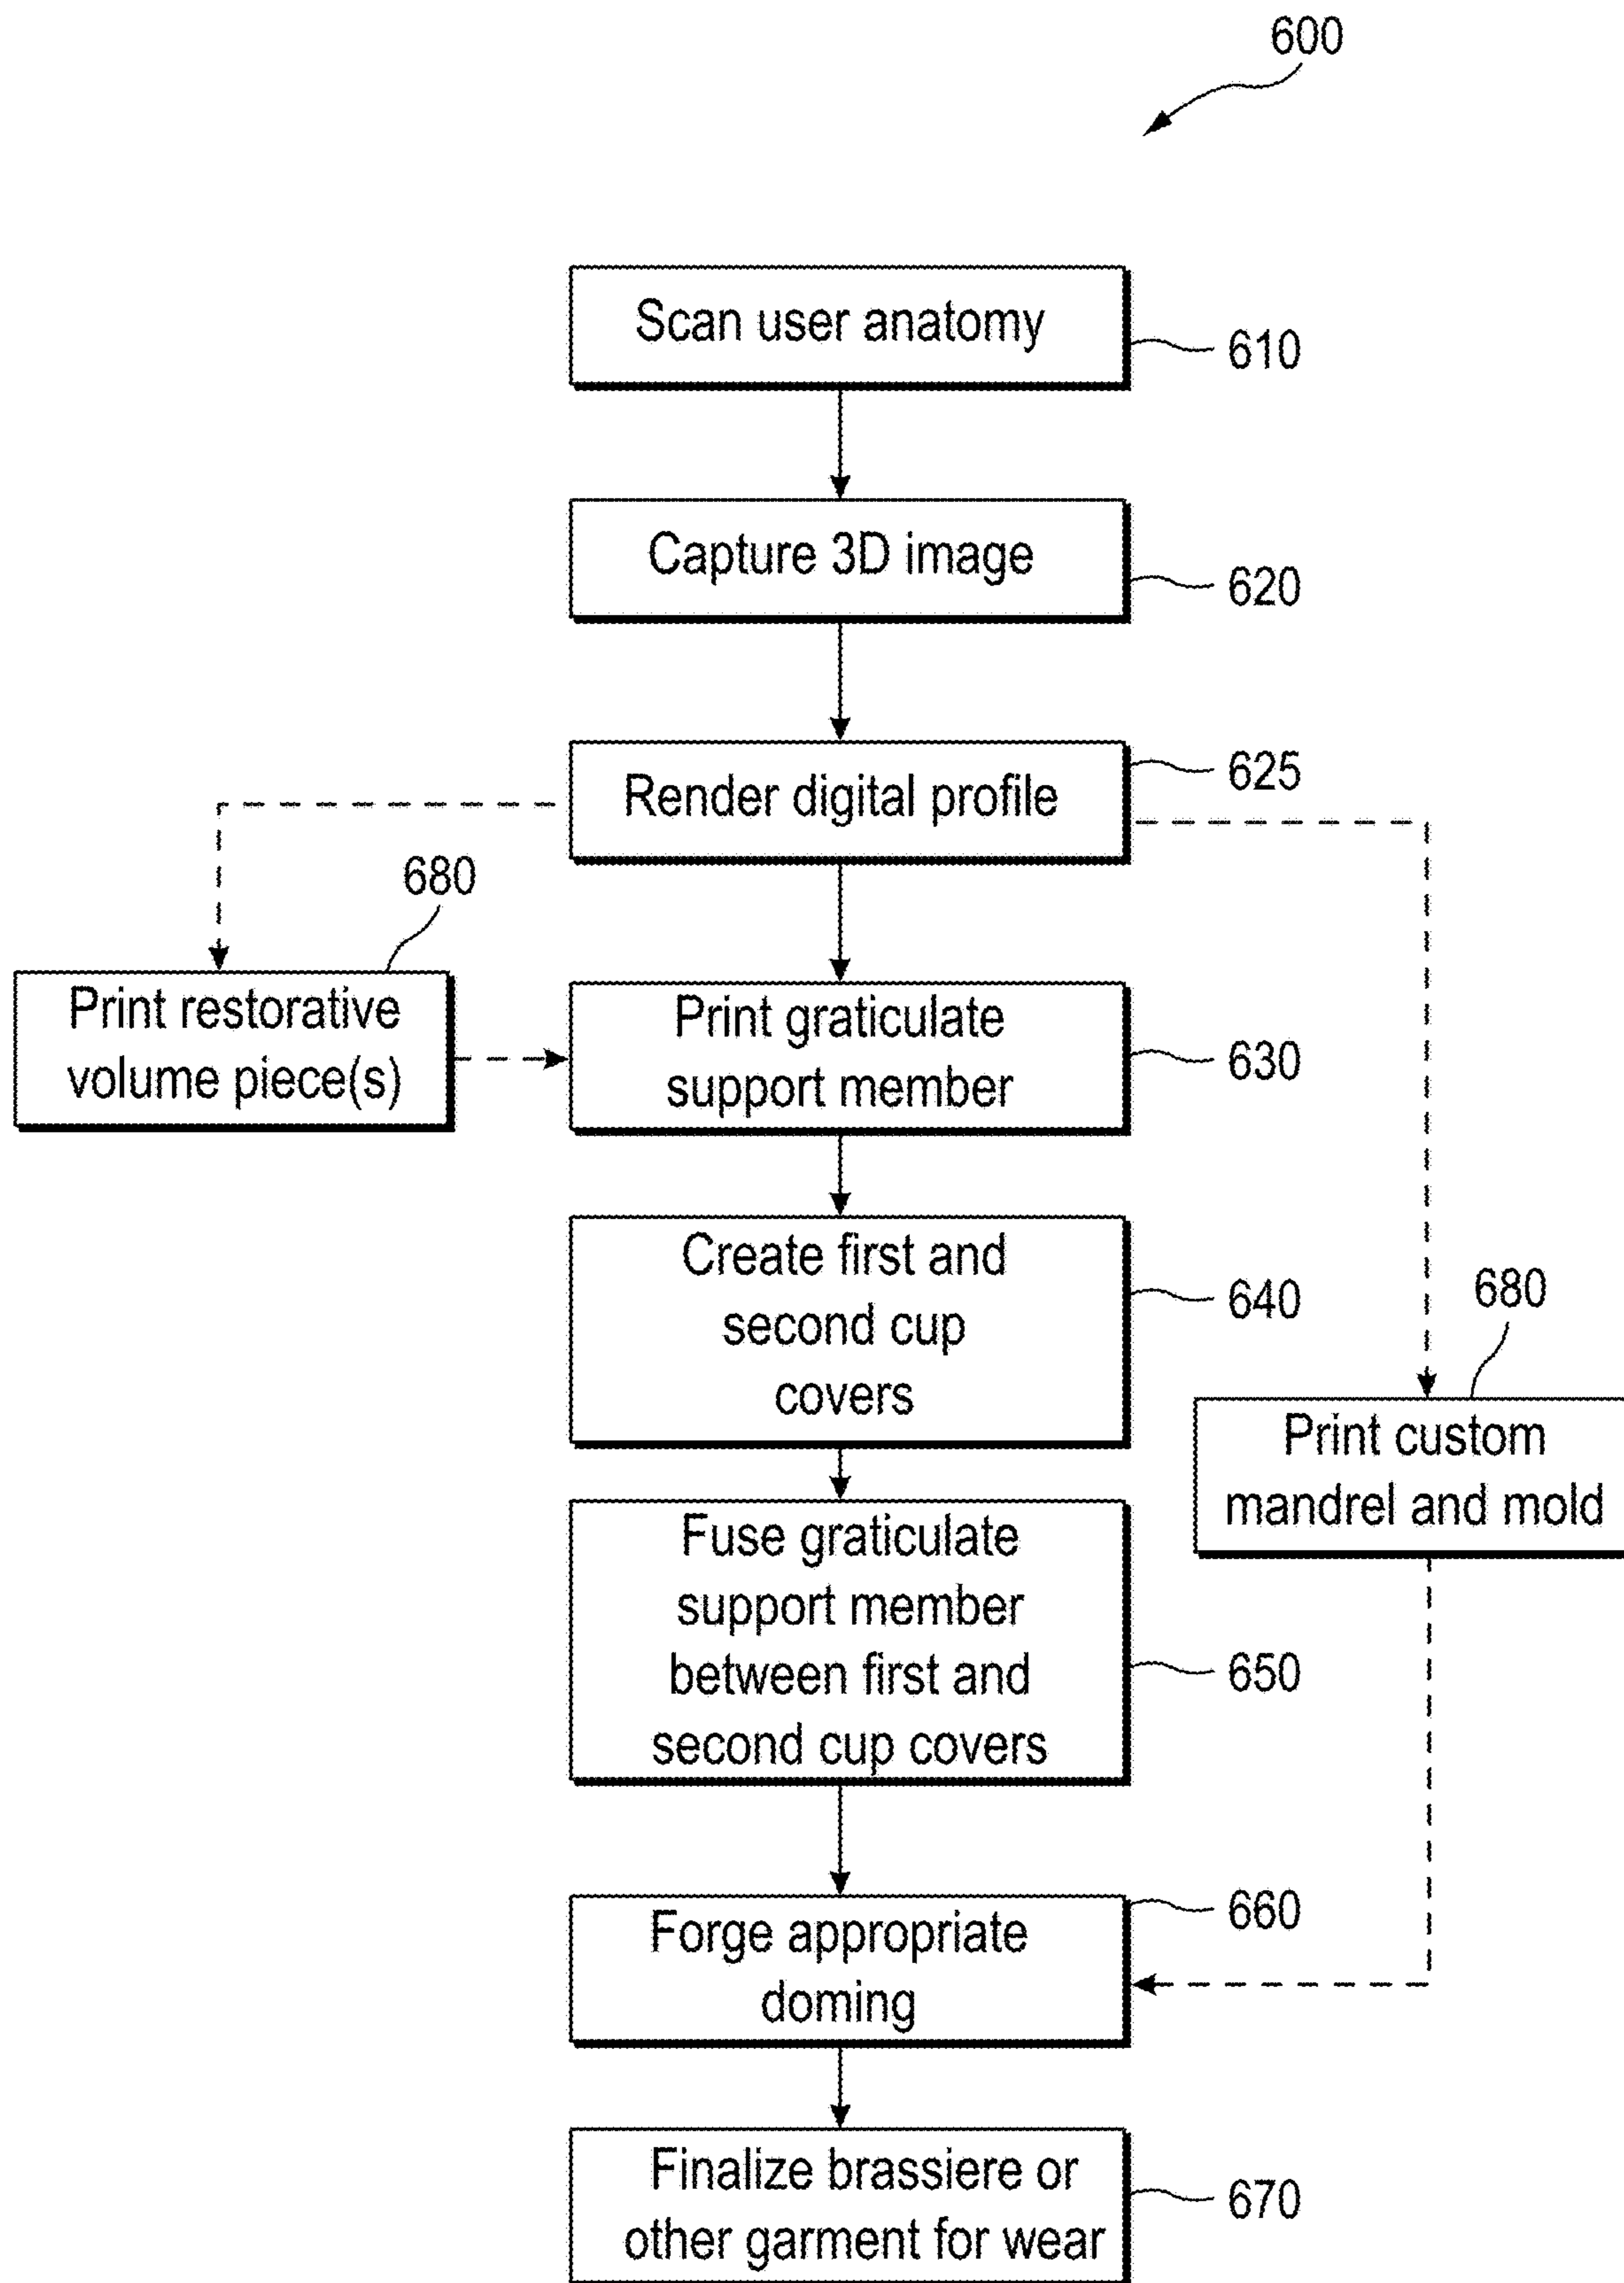 600
Scan user anatomy
610
Capture 3D image
620
Render digital profile
625
680
Print restorative
volume piece(s)
Print graticulate
support member
630
Create first and
second cup
covers
640
680
Print custom
mandrel and mold
Fuse graticulate
support member
between first and
second cup covers
650
Forge appropriate
doming
660
Finalize brassiere or
other garment for wear
670